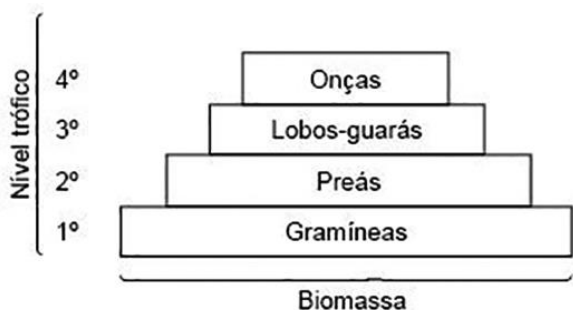 Nível trófico
4º Onças
3º Lobos-guarás
2º Preás
1º Gramíneas
Biomassa